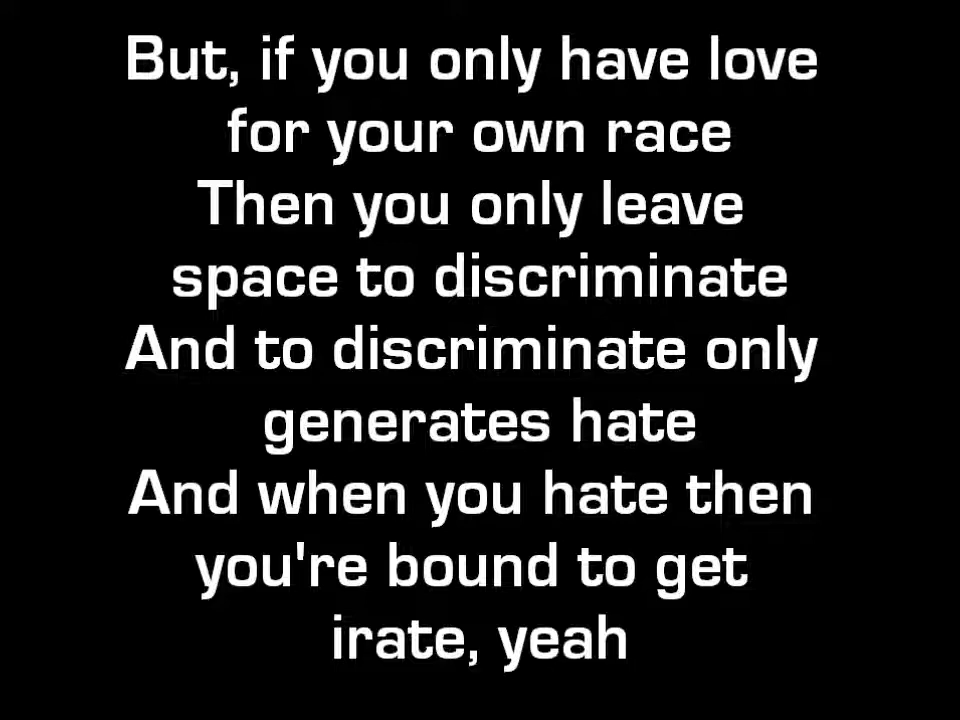 But, if you only have love
for your own race
Then you only leave
space to discriminate
And to discriminate only
generates hate
And when you hate then
you're bound to get
irate, yeah